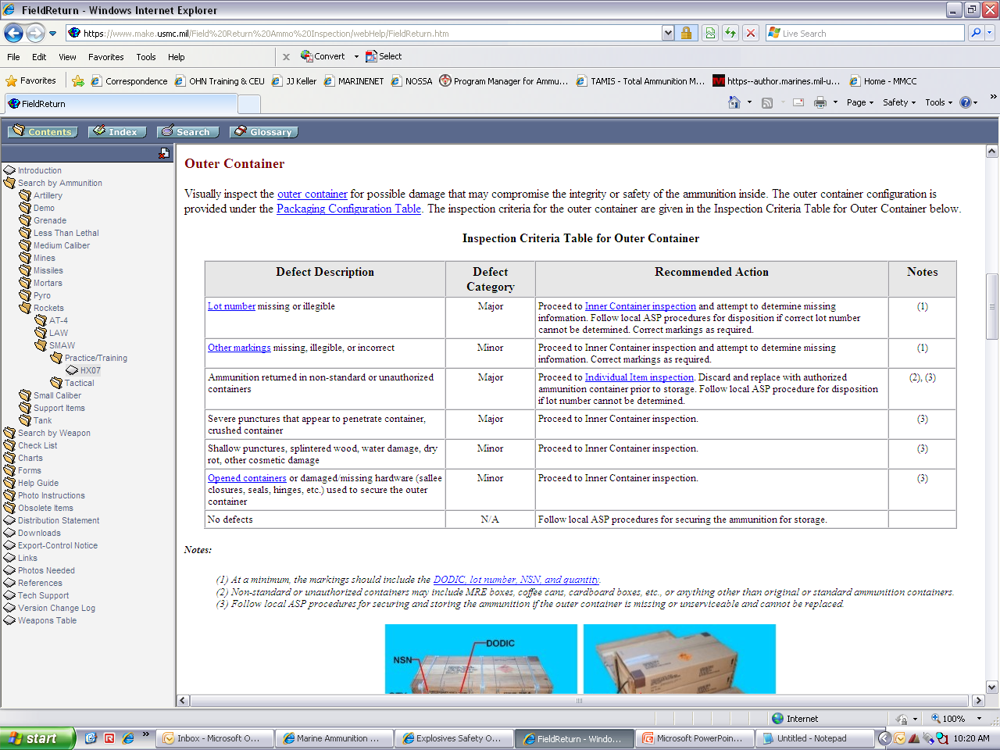 FieldReturn - Windows Internet Explorer
https://www.make.usmc.mil/Field%20Return%20Ammo%20Inspection/webHelp/FieldReturn.htm
Live Search
File Edit View Favorites Tools Help
Convert Select
Favorites Correspondence OHN Training & CEU JJ Keller MARINENET NOSSA Program Manager for Ammu... TAMIS - Total Ammunition M... https--author.marines.mil-u... Home - MMCC
FieldReturn
Page Safety Tools
Contents Index Search Glossary
Introduction
Search by Ammunition
Artillery
Demo
Grenade
Less Than Lethal
Medium Caliber
Mines
Missiles
Mortars
Pyro
Rockets
AT-4
LAW
SMAW
Practice/Training
HX07
Tactical
Small Caliber
Support Items
Tank
Search by Weapon
Check List
Charts
Forms
Help Guide
Photo Instructions
Obsolete Items
Distribution Statement
Downloads
Export-Control Notice
Links
Photos Needed
References
Tech Support
Version Change Log
Weapons Table
Outer Container
Visually inspect the outer container for possible damage that may compromise the integrity or safety of the ammunition inside. The outer container configuration is
provided under the Packaging Configuration Table. The inspection criteria for the outer container are given in the Inspection Criteria Table for Outer Container below.
Inspection Criteria Table for Outer Container
Defect Description
Defect
Category
Recommended Action
Notes
Lot number missing or illegible
Major
Proceed to Inner Container inspection and attempt to determine missing
information. Follow local ASP procedures for disposition if correct lot number
cannot be determined. Correct markings as required.
(1)
Other markings missing, illegible, or incorrect
Minor
Proceed to Inner Container inspection and attempt to determine missing
information. Correct markings as required.
(1)
Ammunition returned in non-standard or unauthorized
containers
Major
Proceed to Individual Item inspection. Discard and replace with authorized
ammunition container prior to storage. Follow local ASP procedure for disposition
if lot number cannot be determined.
(2), (3)
Severe punctures that appear to penetrate container,
crushed container
Major
Proceed to Inner Container inspection.
(3)
Shallow punctures, splintered wood, water damage, dry
rot, other cosmetic damage
Minor
Proceed to Inner Container inspection.
(3)
Opened containers or damaged/missing hardware (sallee
closures, seals, hinges, etc.) used to secure the outer
container
Minor
Proceed to Inner Container inspection.
(3)
No defects
N/A
Follow local ASP procedures for securing the ammunition for storage.
Notes:
(1) At a minimum, the markings should include the DODIC, lot number, NSN, and quantity.
(2) Non-standard or unauthorized containers may include MRE boxes, coffee cans, cardboard boxes, etc., or anything other than original or standard ammunition containers.
(3) Follow local ASP procedures for securing and storing the ammunition if the outer container is missing or unserviceable and cannot be replaced.
DODIC
NSN
Internet
100%
start
Inbox - Microsoft O...
Marine Ammunition ...
Explosives Safety O...
FieldReturn - Windo...
Microsoft PowerPoin...
Untitled - Notepad
10:20 AM